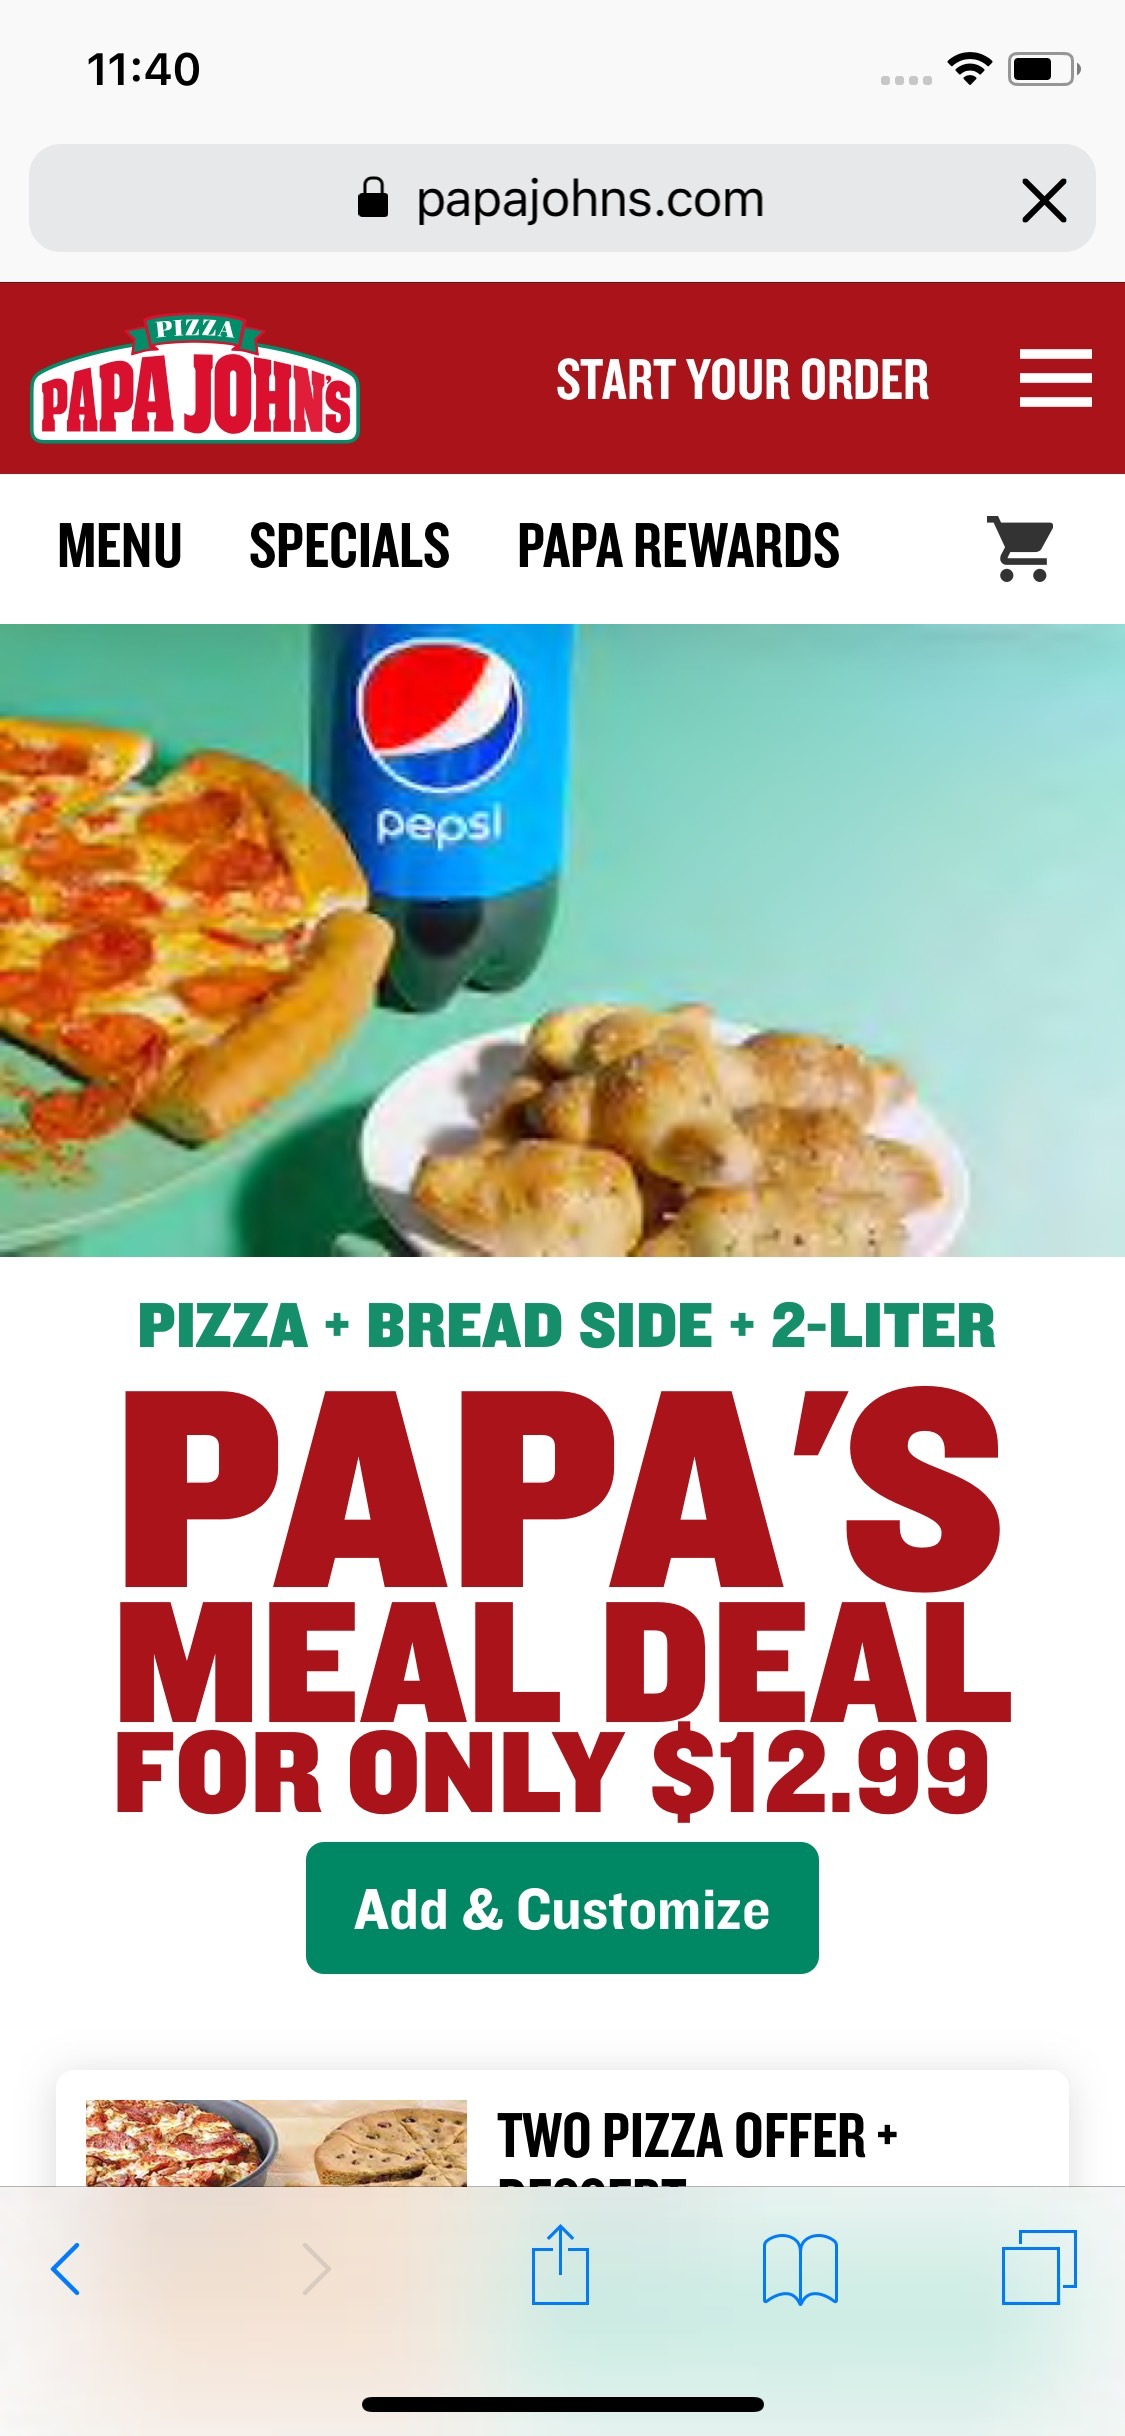 11:40
papajohns.com
PIZZA
PAPA JOHN'S
START YOUR ORDER
MENU SPECIALS PAPA REWARDS
pepsi
PIZZA + BREAD SIDE + 2-LITER
PAPA'S
MEAL DEAL
FOR ONLY $12.99
Add & Customize
TWO PIZZA OFFER +
DESSERT